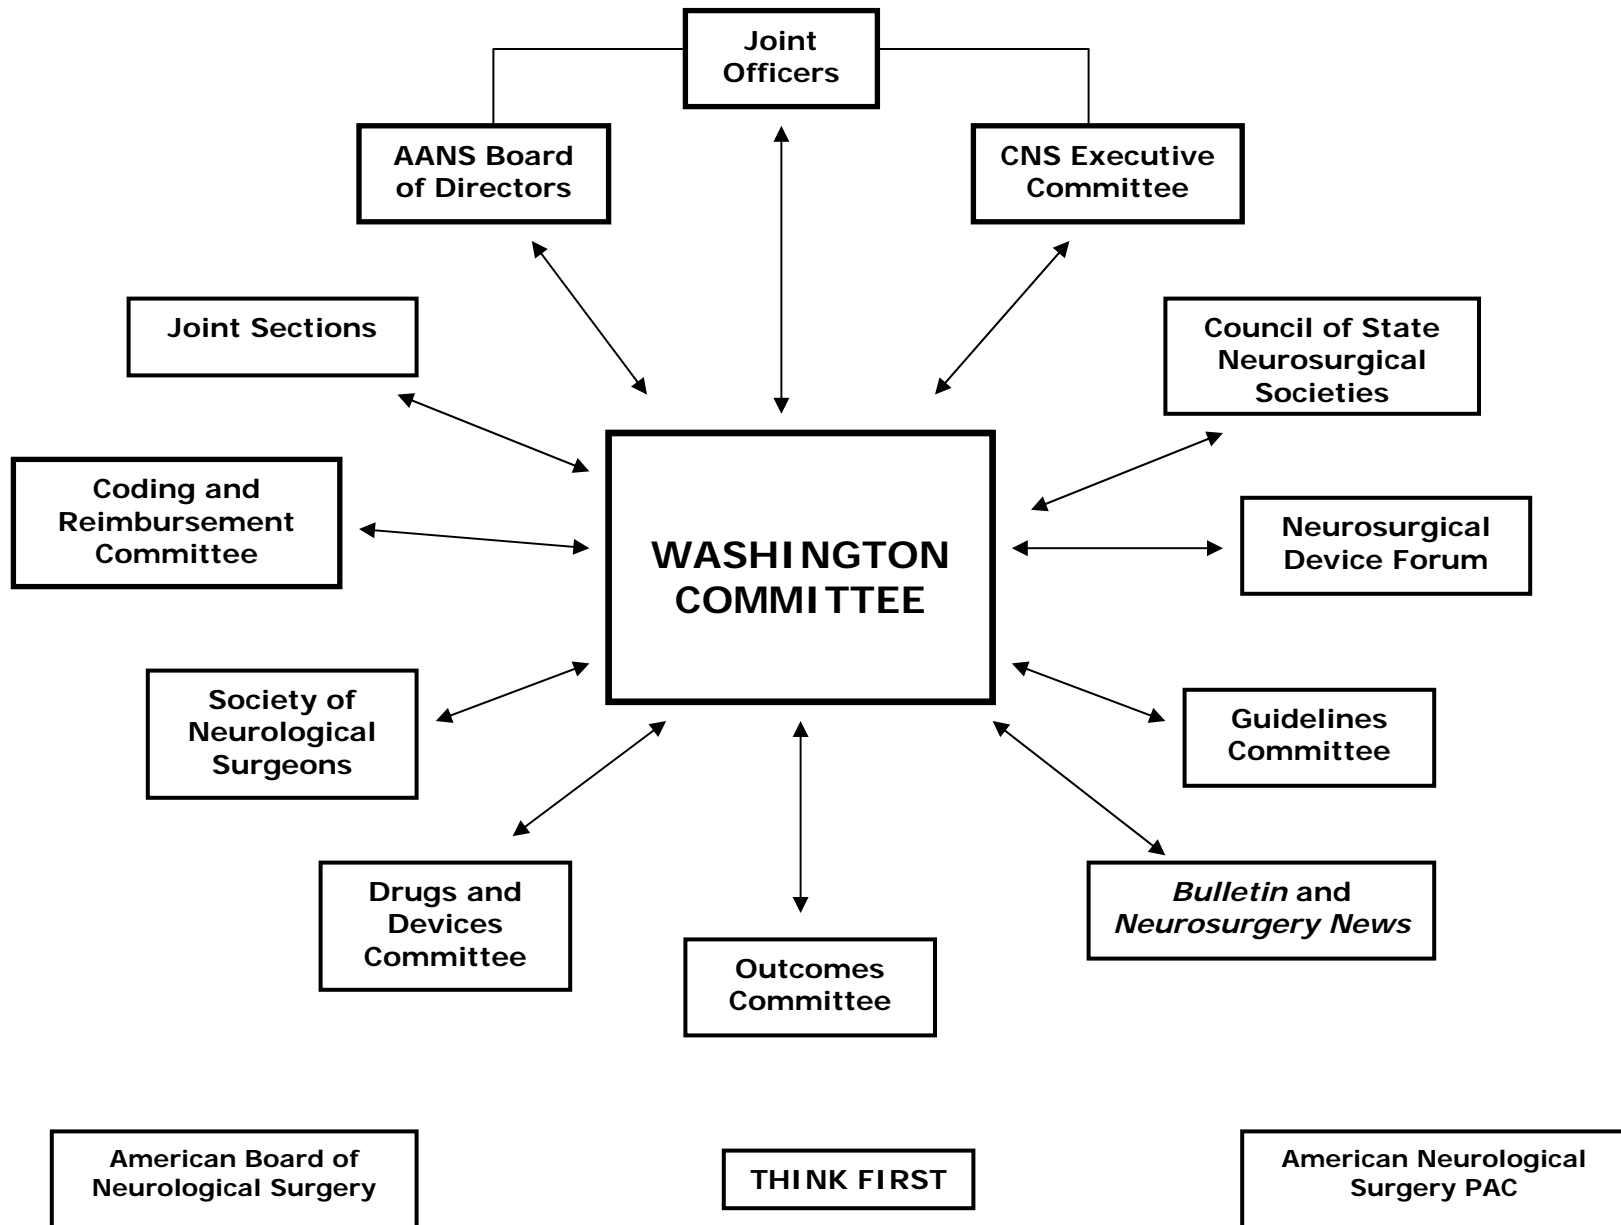 Joint
Officers
AANS Board
of Directors
CNS Executive
Committee
Joint Sections
Council of State
Neurosurgical
Societies
Coding and
Reimbursement
Committee
WASHINGTON
COMMITTEE
Neurosurgical
Device Forum
Society of
Neurological
Surgeons
Guidelines
Committee
Drugs and
Devices
Committee
Bulletin and
Neurosurgery News
Outcomes
Committee
American Board of
Neurological Surgery
THINK FIRST
American Neurological
Surgery PAC